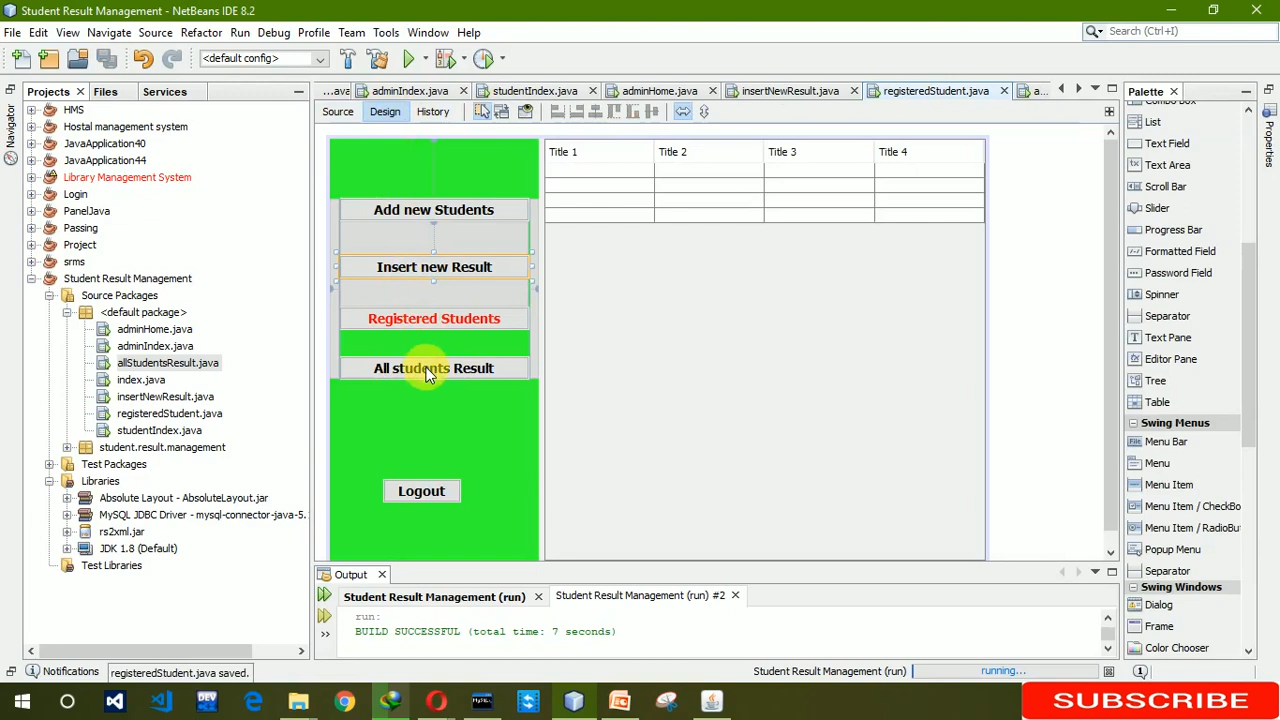 Student Result Management - NetBeans IDE 8.2
File Edit View Navigate Source Refactor Run Debug Profile Team Tools Window Help
Search (Ctrl+I)
<default config>
Projects Files Services
...ava adminIndex.java studentIndex.java adminHome.java insertNewResult.java registeredStudent.java a...
Palette
Navigator
Properties
Source Design History
HMS
Hostal management system
JavaApplication40
JavaApplication44
Library Management System
Login
PanelJava
Passing
Project
srms
Student Result Management
Source Packages
<default package>
adminHome.java
adminIndex.java
allStudentsResult.java
index.java
insertNewResult.java
registeredStudent.java
studentIndex.java
student.result.management
Test Packages
Libraries
Absolute Layout - AbsoluteLayout.jar
MySQL JDBC Driver - mysql-connector-java-5.
rs2xml.jar
JDK 1.8 (Default)
Test Libraries
Add new Students
Insert new Result
Registered Students
All students Result
Logout
Title 1 Title 2 Title 3 Title 4
Combo Box
List
Text Field
Text Area
Scroll Bar
Slider
Progress Bar
Formatted Field
Password Field
Spinner
Separator
Text Pane
Editor Pane
Tree
Table
Swing Menus
Menu Bar
Menu
Menu Item
Menu Item / CheckBo
Menu Item / RadioBut
Popup Menu
Separator
Swing Windows
Dialog
Frame
Color Chooser
Output
Student Result Management (run) Student Result Management (run) #2
run:
BUILD SUCCESSFUL (total time: 7 seconds)
Notifications registeredStudent.java saved.
Student Result Management (run) running...
SUBSCRIBE